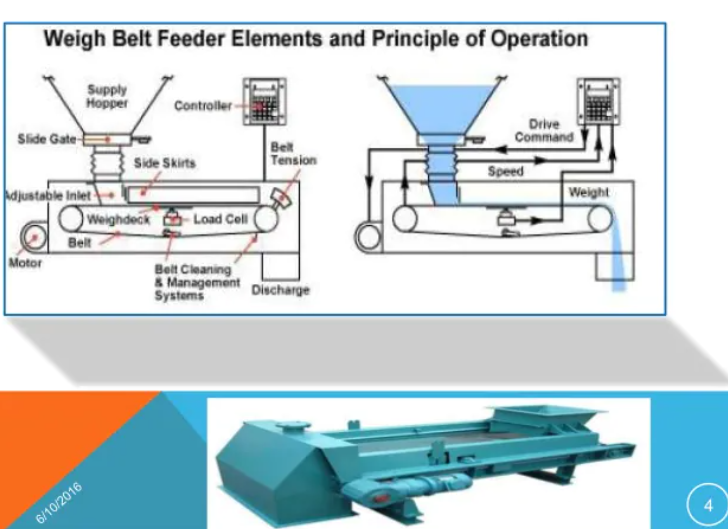 Weigh Belt Feeder Elements and Principle of Operation
Supply
Hopper
Controller
Slide Gate
Belt
Tension
Side Skirts
Adjustable Inlet
Weighdeck
Load Cell
Belt
Motor
Belt Cleaning
& Management
Systems
Discharge
Drive
Command
Speed
Weight
6/10/2016
4